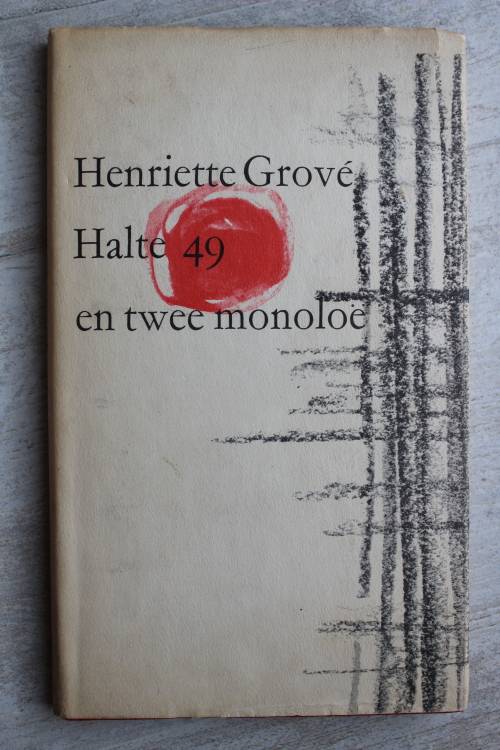 Henriette Grové
Halte 49
en twee monoloë